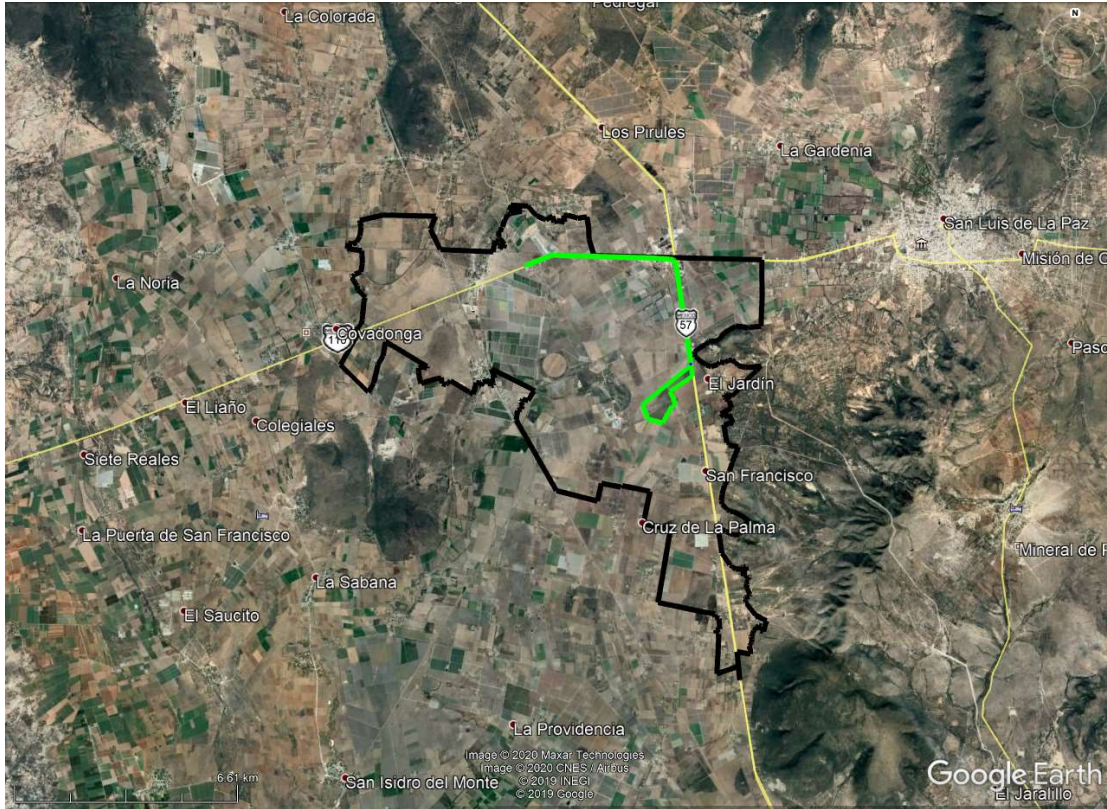 Pedregal
La Colorada
N
Los Pirules
La Gardenia
San Luis de La Paz
Misión de C
La Noria
57
Covadonga
110
Paso
El Jardín
El Liaño
Colegiales
Siete Reales
San Francisco
Cruz de La Palma
La Puerta de San Francisco
Mineral de P
La Sabana
El Saucito
La Providencia
Image © 2020 Maxar Technologies
Image © 2020 CNES / Airbus
© 2019 INEGI
© 2019 Google
6.61 km
San Isidro del Monte
Google Earth
El Jaralillo